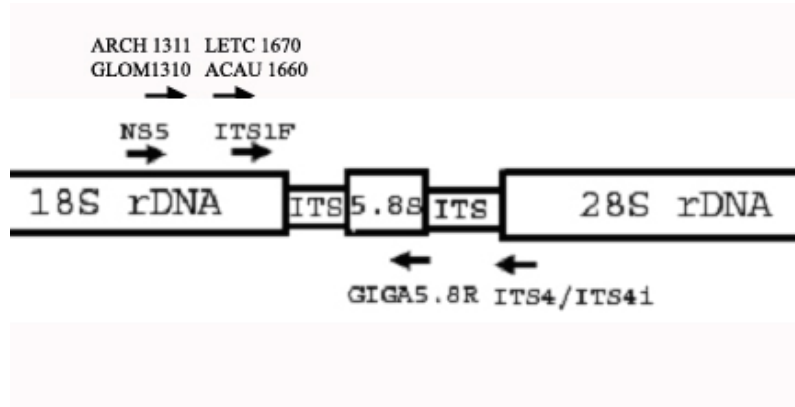 ARCH 1311 LETC 1670
GLOM1310 ACAU 1660
NS5 ITS1F
18S rDNA ITS 5.8S ITS 28S rDNA
GIGA5.8R ITS4/ITS4i